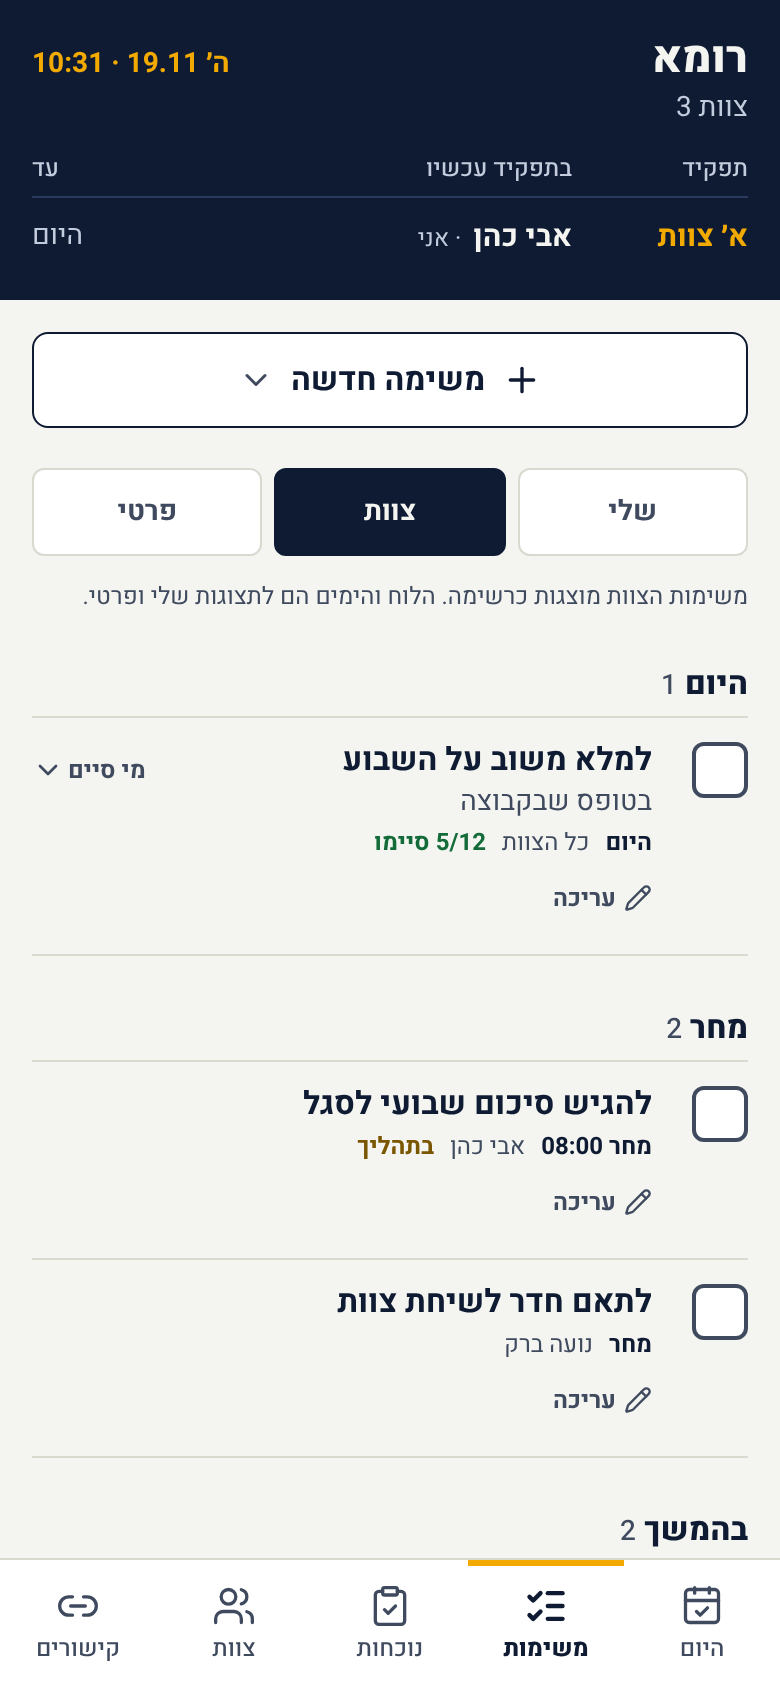 רומא
ה׳ 19.11 · 10:31
צוות 3
תפקיד בתפקיד עכשיו עד
א׳ צוות אבי כהן · אני היום
משימה חדשה
שלי צוות פרטי
משימות הצוות מוצגות כרשימה. הלוח והימים הם לתצוגות שלי ופרטי.
היום 1
למלא משוב על השבוע
מי סיים
בטופס שבקבוצה
היום כל הצוות 5/12 סיימו
עריכה
מחר 2
להגיש סיכום שבועי לסגל
מחר 08:00 אבי כהן בתהליך
עריכה
לתאם חדר לשיחת צוות
מחר נועה ברק
עריכה
בהמשך 2
היום משימות נוכחות צוות קישורים